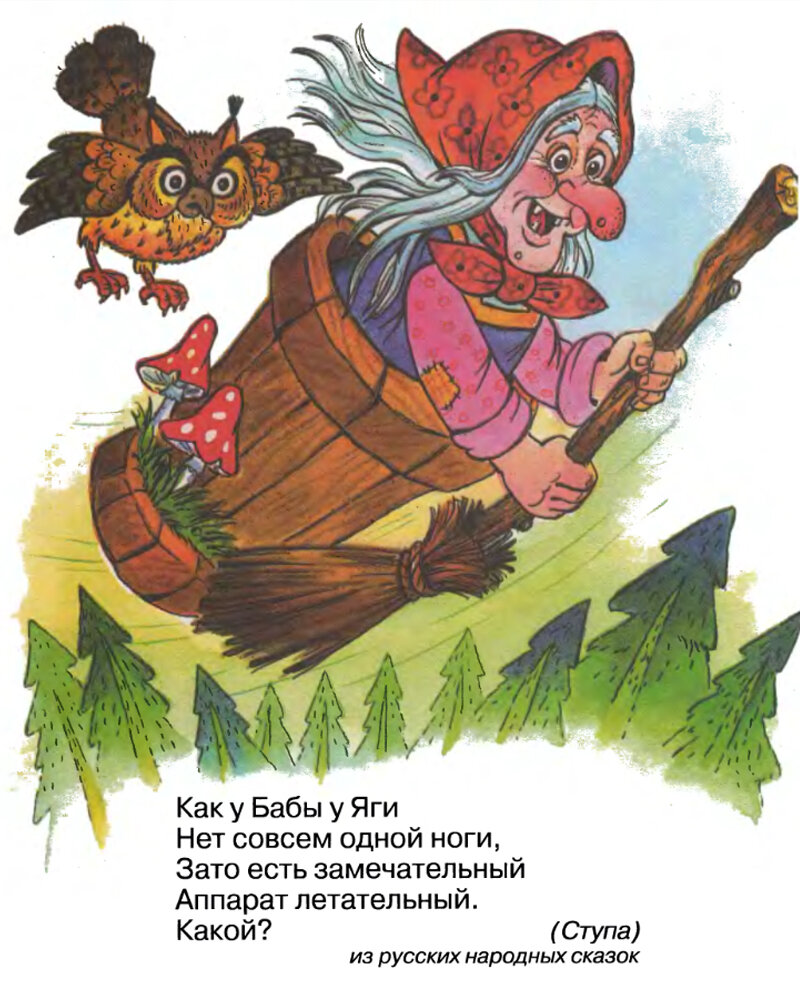 Как у Бабы у Яги
Нет совсем одной ноги,
Зато есть замечательный
Аппарат летательный.
Какой? (Ступа)
из русских народных сказок